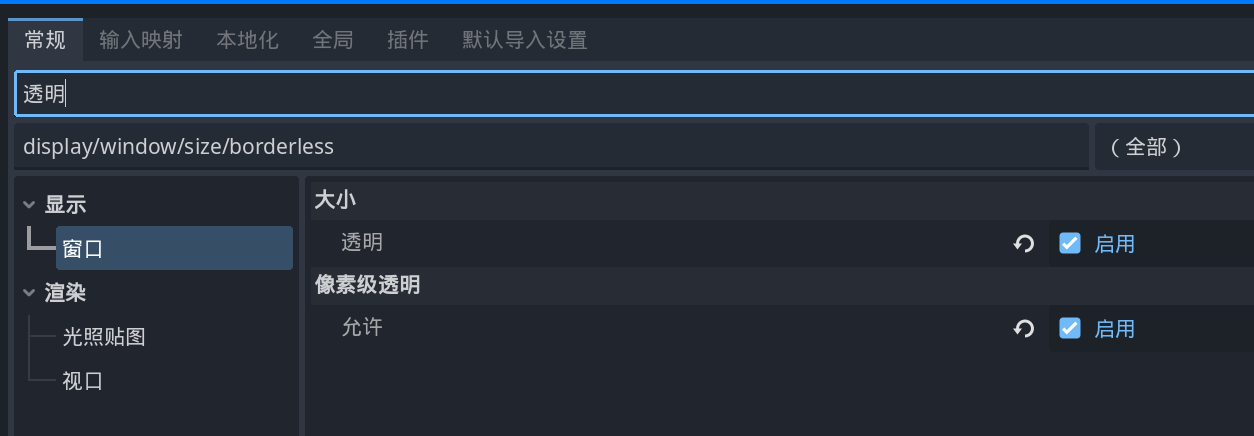 常规 输入映射 本地化 全局 插件 默认导入设置
透明
display/window/size/borderless （全部）
显示
窗口
渲染
光照贴图
视口
大小
透明 启用
像素级透明
允许 启用